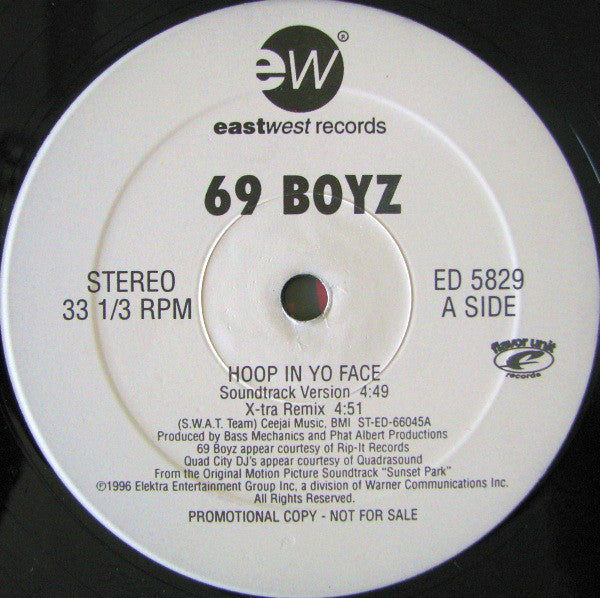 ew®
eastwest records
69 BOYZ
STEREO
33 1/3 RPM
ED 5829
A SIDE
flavor unit
records
HOOP IN YO FACE
Soundtrack Version 4:49
X-tra Remix 4:51
(S.W.A.T. Team) Ceejai Music, BMI ST-ED-66045A
Produced by Bass Mechanics and Phat Albert Productions
69 Boyz appear courtesy of Rip-It Records
Quad City DJ's appear courtesy of Quadrasound
From the Original Motion Picture Soundtrack "Sunset Park"
©1996 Elektra Entertainment Group Inc, a division of Warner Communications Inc.
All Rights Reserved.
PROMOTIONAL COPY - NOT FOR SALE